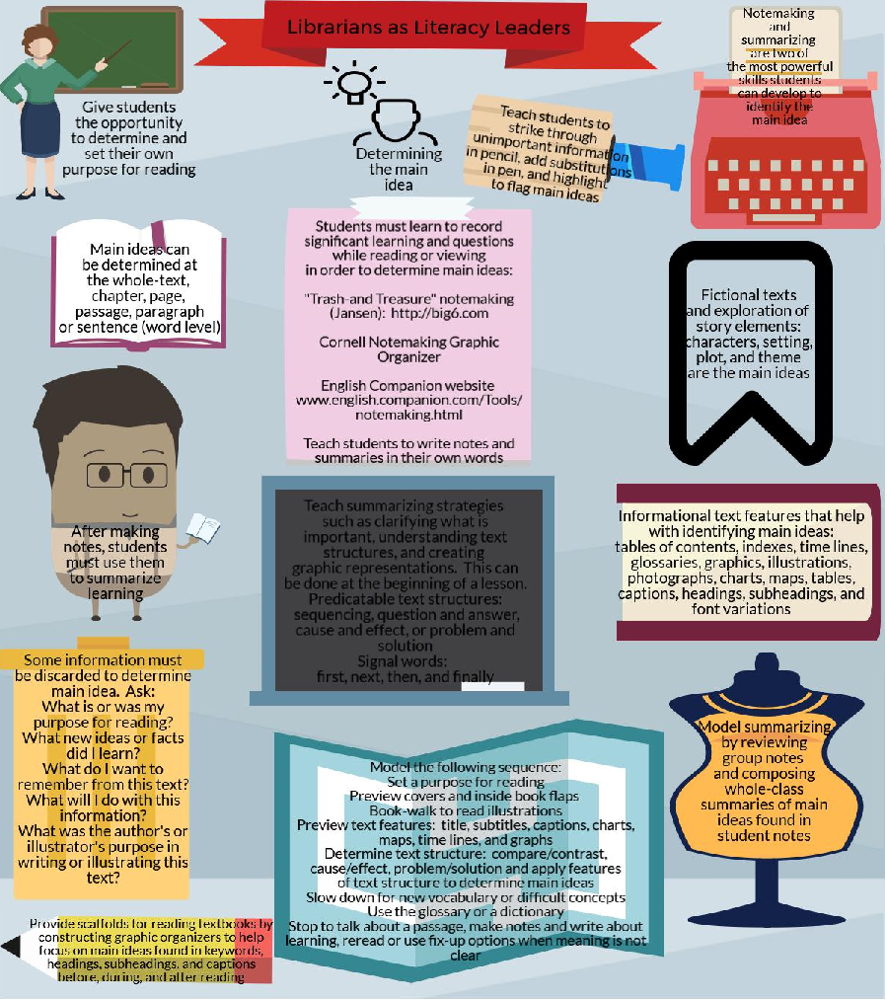 Librarians as Literacy Leaders
Give students
the opportunity
to determine and
set their own
purpose for reading
Determining
the main
idea
Teach students to
strike through
unimportant information
in pencil, add substitutions
in pen, and highlight
to flag main ideas
Notemaking
and
summarizing
are two of
the most powerful
skills students
can develop to
identify the
main idea
Main ideas can
be determined at
the whole-text,
chapter, page,
passage, paragraph
or sentence (word level)
Students must learn to record
significant learning and questions
while reading or viewing
in order to determine main ideas:
"Trash-and Treasure" notemaking
(Jansen): http://big6.com
Cornell Notemaking Graphic
Organizer
English Companion website
www.english.companion.com/Tools/
notemaking.html
Teach students to write notes and
summaries in their own words
Fictional texts
and exploration of
story elements:
characters, setting,
plot, and theme
are the main ideas
After making
notes, students
must use them
to summarize
learning
Teach summarizing strategies
such as clarifying what is
important, understanding text
structures, and creating
graphic representations. This can
be done at the beginning of a lesson.
Predicatable text structures:
sequencing, question and answer,
cause and effect, or problem and
solution
Signal words:
first, next, then, and finally
Informational text features that help
with identifying main ideas:
tables of contents, indexes, time lines,
glossaries, graphics, illustrations,
photographs, charts, maps, tables,
captions, headings, subheadings, and
font variations
Some information must
be discarded to determine
main idea. Ask:
What is or was my
purpose for reading?
What new ideas or facts
did I learn?
What do I want to
remember from this text?
What will I do with this
information?
What was the author's or
illustrator's purpose in
writing or illustrating this
text?
Model the following sequence:
Set a purpose for reading
Preview covers and inside book flaps
Book-walk to read illustrations
Preview text features: title, subtitles, captions, charts,
maps, time lines, and graphs
Determine text structure: compare/contrast,
cause/effect, problem/solution and apply features
of text structure to determine main ideas
Slow down for new vocabulary or difficult concepts
Use the glossary or a dictionary
Stop to talk about a passage, make notes and write about
learning, reread or use fix-up options when meaning is not
clear
Model summarizing
by reviewing
group notes
and composing
whole-class
summaries of main
ideas found in
student notes
Provide scaffolds for reading textbooks by
constructing graphic organizers to help
focus on main ideas found in keywords,
headings, subheadings. and captions
before, during, and after reading